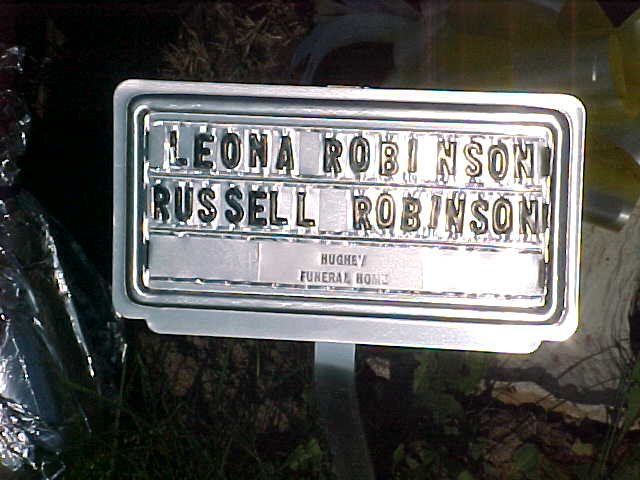 LEONA ROBINSON
RUSSELL ROBINSON
HUGHEY
FUNERAL HOME